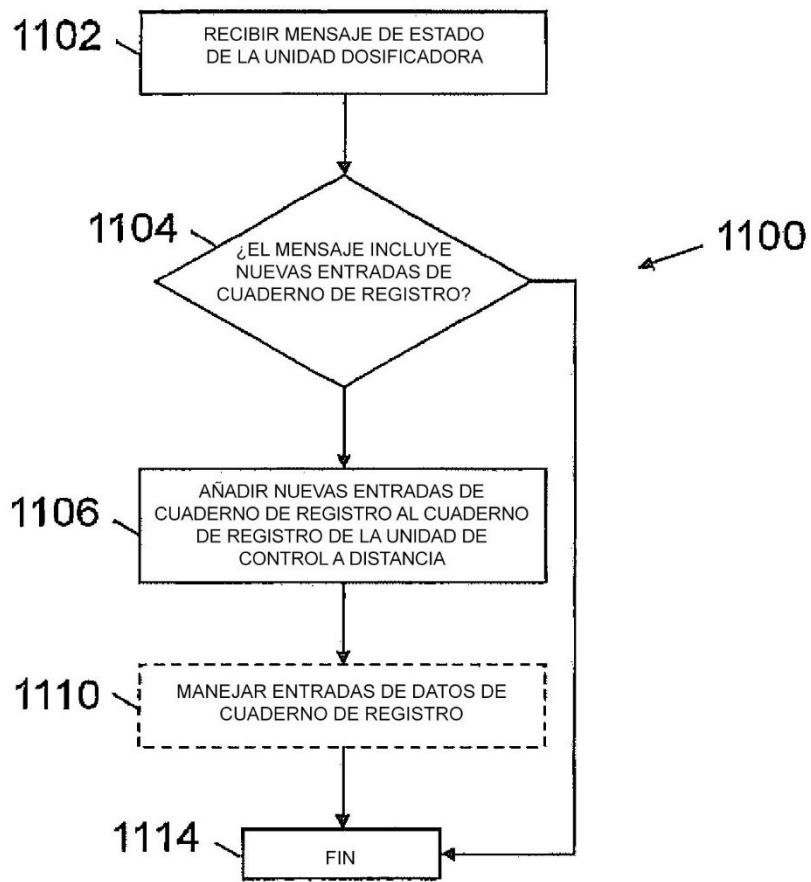 1102
RECIBIR MENSAJE DE ESTADO
DE LA UNIDAD DOSIFICADORA
1104
¿EL MENSAJE INCLUYE
NUEVAS ENTRADAS DE
CUADERNO DE REGISTRO?
1100
1106
AÑADIR NUEVAS ENTRADAS DE
CUADERNO DE REGISTRO AL CUADERNO
DE REGISTRO DE LA UNIDAD DE
CONTROL A DISTANCIA
1110
MANEJAR ENTRADAS DE DATOS DE
CUADERNO DE REGISTRO
1114
FIN